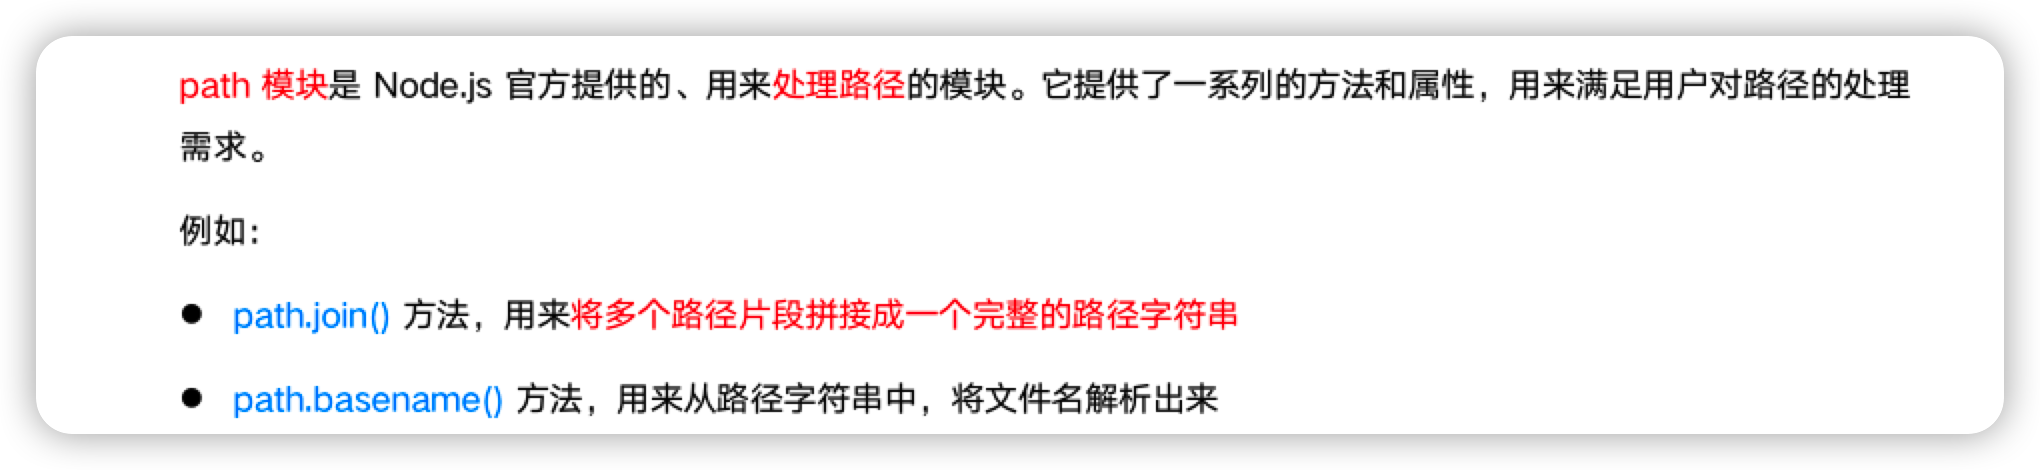 path 模块是 Node.js 官方提供的、用来处理路径的模块。它提供了一系列的方法和属性，用来满足用户对路径的处理
需求。
例如：
● path.join() 方法，用来将多个路径片段拼接成一个完整的路径字符串
● path.basename() 方法，用来从路径字符串中，将文件名解析出来